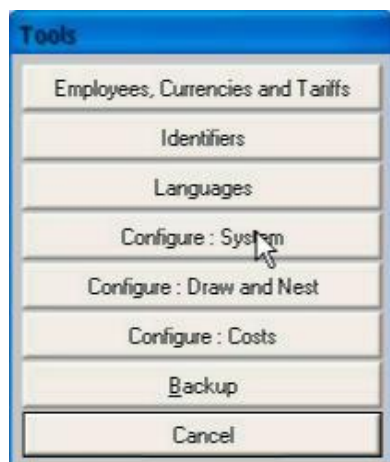 Tools
Employees, Currencies and Tariffs
Identifiers
Languages
Configure : System
Configure : Draw and Nest
Configure : Costs
Backup
Cancel